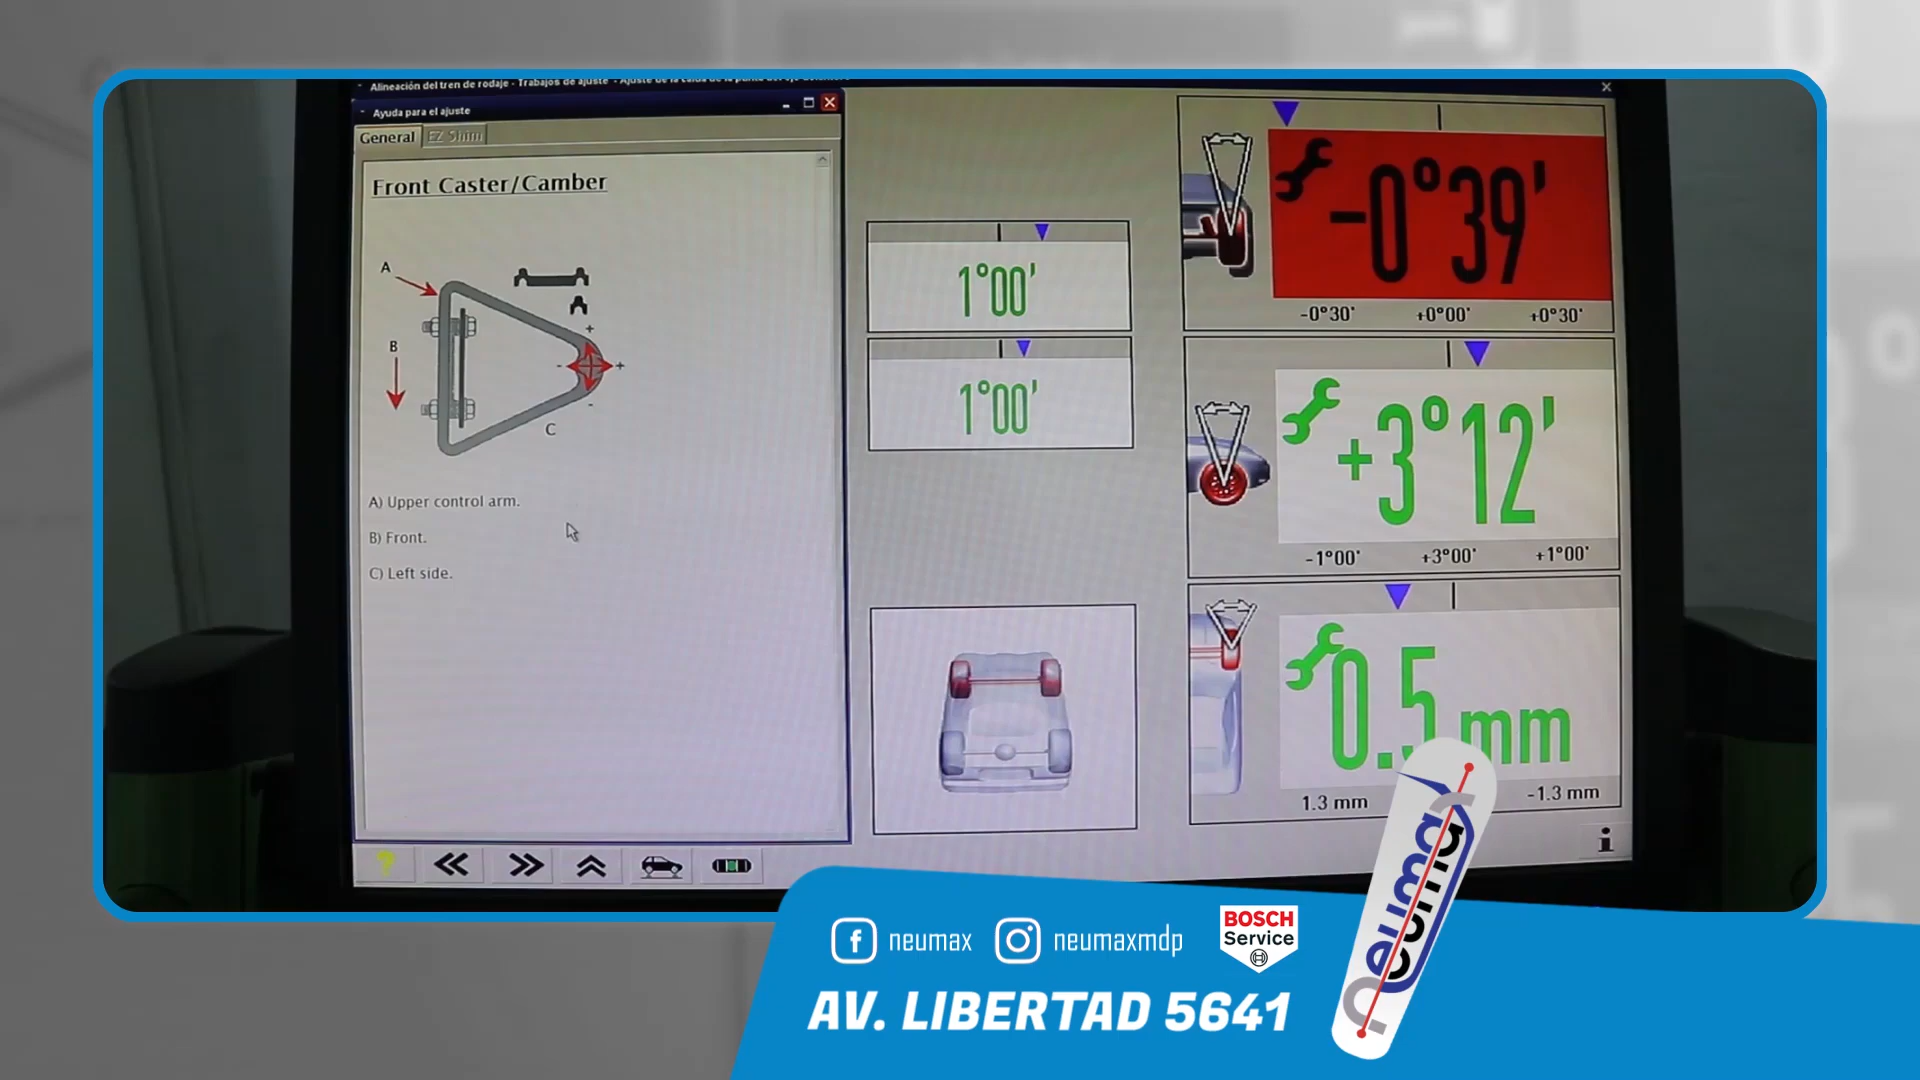 Alineación del tren de rodaje - Trabajos de ajuste -
Ayuda para el ajuste
General
EZ Shim
Front Caster/Camber
A
B
C
+
-
+
-
A) Upper control arm.
B) Front.
C) Left side.
1°00'
1°00'
-0°39'
-0°30'
+0°00'
+0°30'
+3°12'
-1°00'
+3°00'
+1°00'
0.5 mm
1.3 mm
-1.3 mm
?
i
f
neumax
neumaxmdp
BOSCH
Service
AV. LIBERTAD 5641
neumax